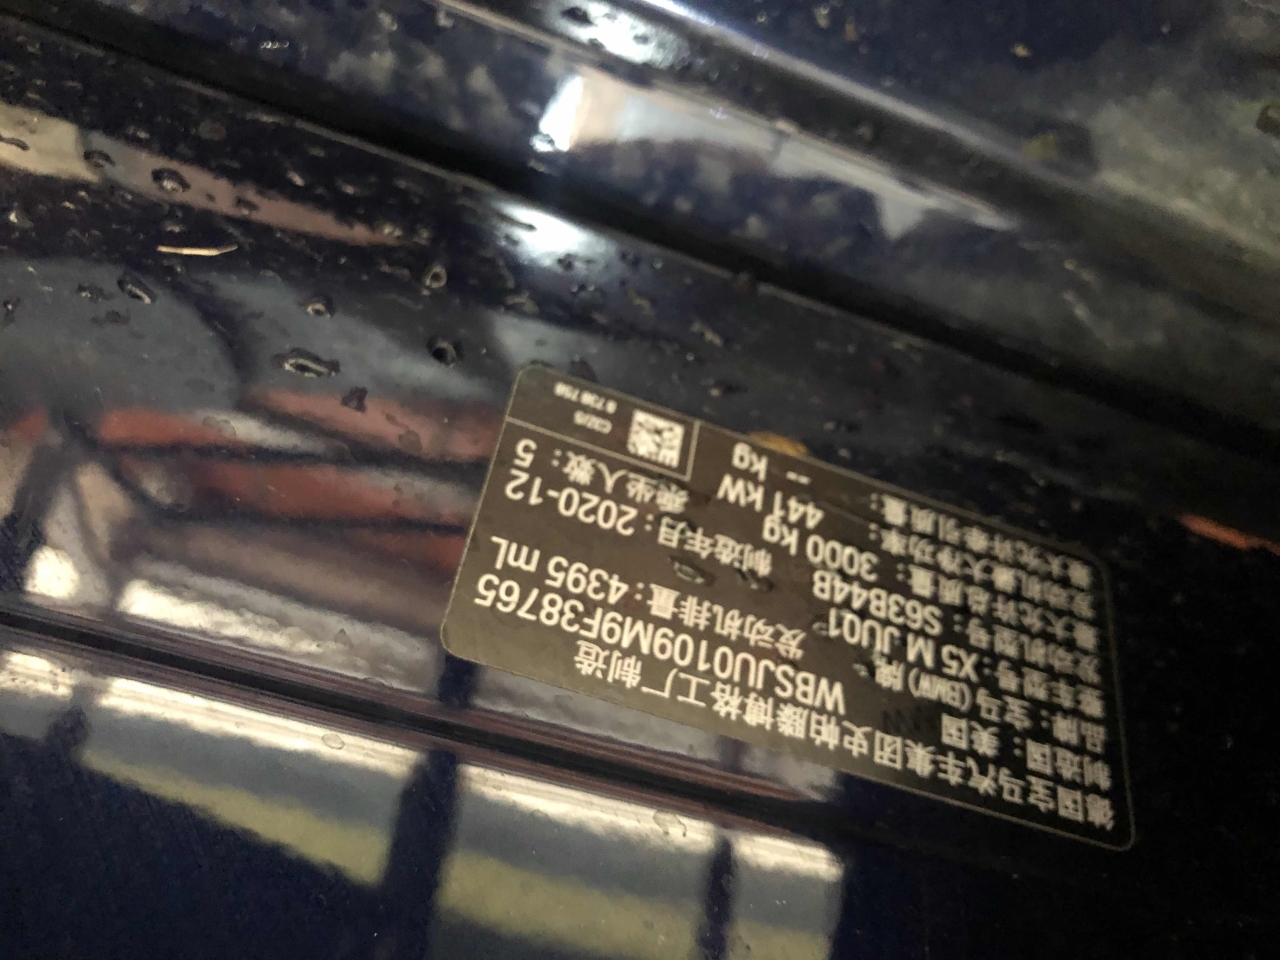 德国宝马汽车集团史帕滕博格工厂制造
制造国：美国 WBSJU0109M9F38765
品牌：宝马(BMW)牌
整车型号：X5 M JU01 发动机排量：4395 mL
发动机型号：S63B44B
最大允许总质量：3000 kg 制造年月：2020-12
发动机最大净功率：441 kW 乘坐人数：5
最大允许牵引质量：-- kg